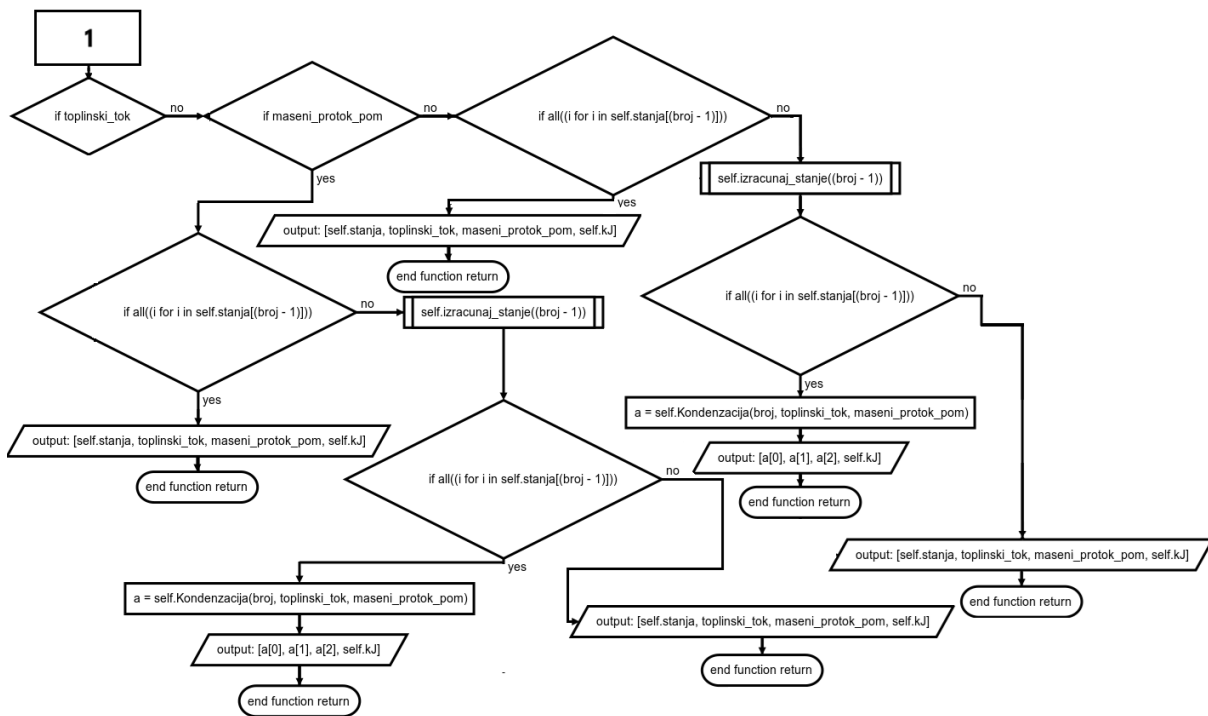 1
if toplinski_tok
no
if maseni_protok_pom
no
if all((i for i in self.stanja[(broj - 1)]))
no
yes
self.izracunaj_stanje((broj - 1))
yes
output: [self.stanja, toplinski_tok, maseni_protok_pom, self.kJ]
end function return
if all((i for i in self.stanja[(broj - 1)]))
no
self.izracunaj_stanje((broj - 1))
if all((i for i in self.stanja[(broj - 1)]))
no
yes
yes
output: [self.stanja, toplinski_tok, maseni_protok_pom, self.kJ]
end function return
a = self.Kondenzacija(broj, toplinski_tok, maseni_protok_pom)
output: [a[0], a[1], a[2], self.kJ]
end function return
if all((i for i in self.stanja[(broj - 1)]))
no
yes
output: [self.stanja, toplinski_tok, maseni_protok_pom, self.kJ]
end function return
a = self.Kondenzacija(broj, toplinski_tok, maseni_protok_pom)
output: [a[0], a[1], a[2], self.kJ]
end function return
output: [self.stanja, toplinski_tok, maseni_protok_pom, self.kJ]
end function return